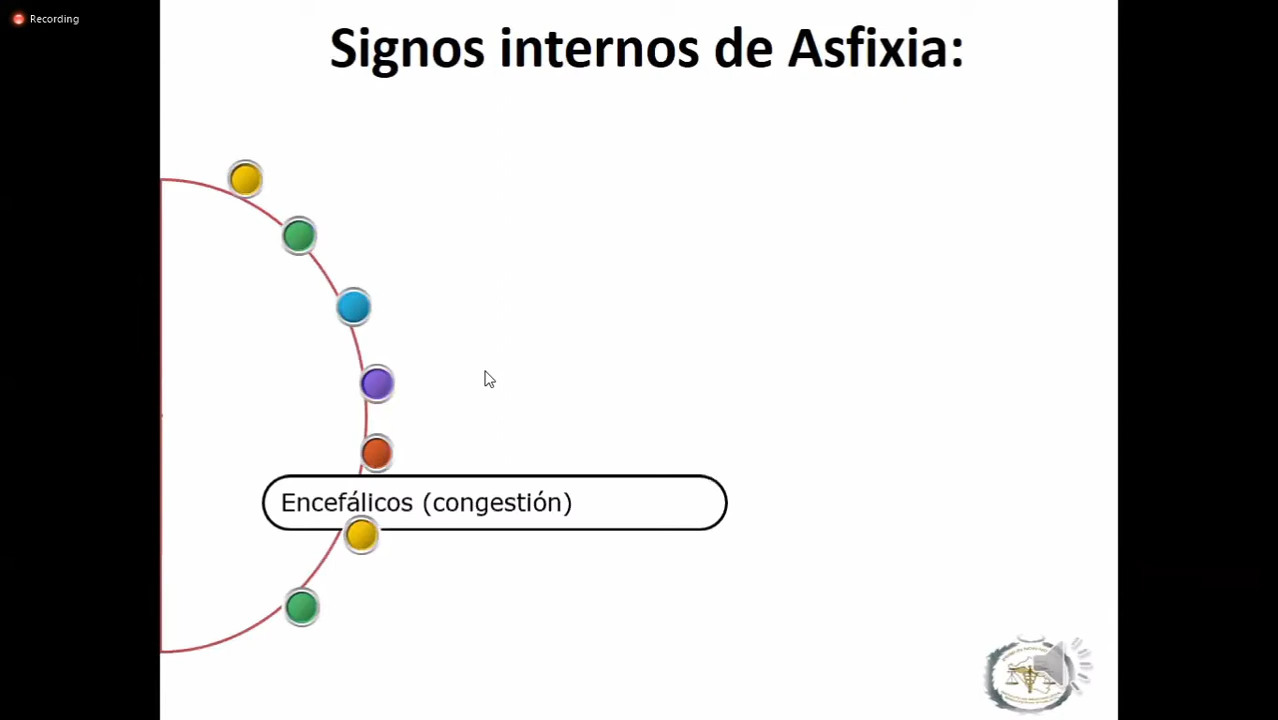 Recording
Signos internos de Asfixia:
Encefálicos (congestión)